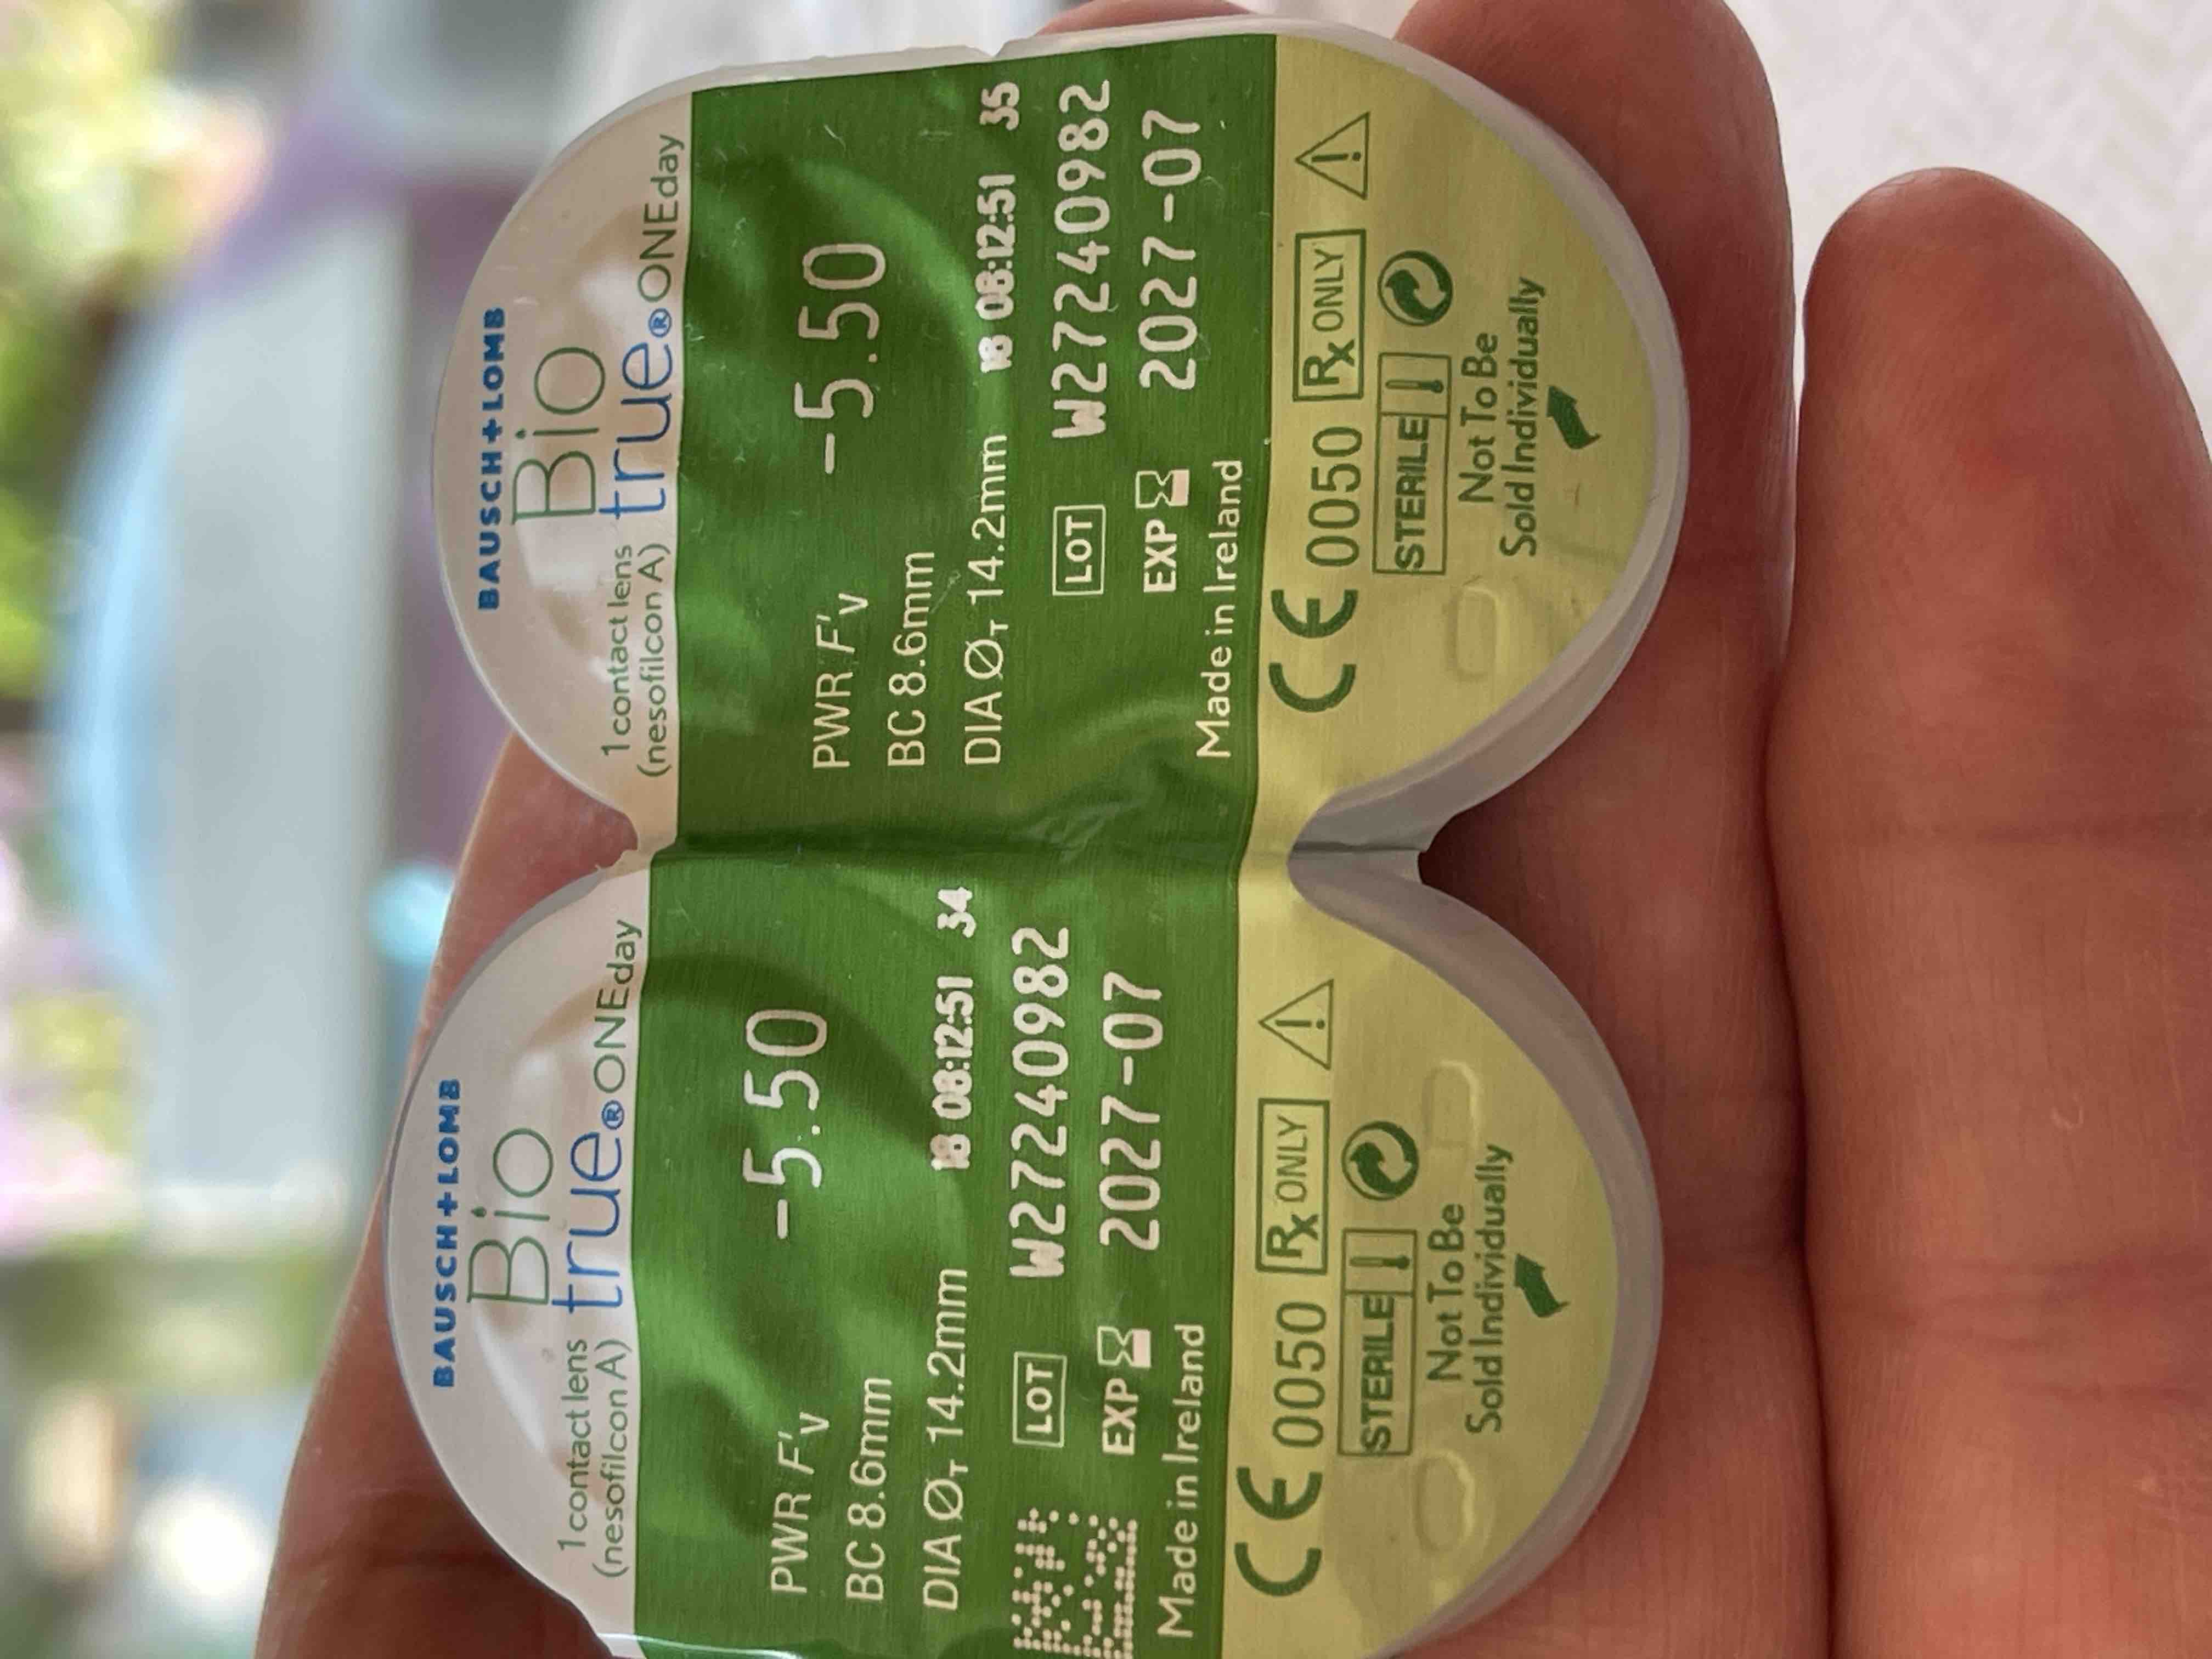 BAUSCH+LOMB
Bio
1 contact lens true® ONEday
(nesofilcon A)
PWR F'v -5.50
BC 8.6mm
DIA ØT 14.2mm 18 08:12:51 34
LOT W27240982
EXP 2027-07
Made in Ireland
CE 0050 Rx ONLY
STERILE
Not To Be
Sold Individually
BAUSCH+LOMB
Bio
1 contact lens true® ONEday
(nesofilcon A)
PWR F'v -5.50
BC 8.6mm
DIA ØT 14.2mm 18 08:12:51 35
LOT W27240982
EXP 2027-07
Made in Ireland
CE 0050 Rx ONLY
STERILE
Not To Be
Sold Individually